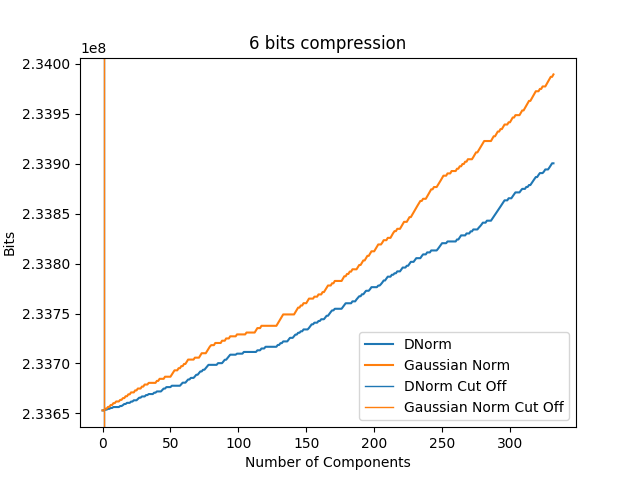 6 bits compression
1e8
2.3400
2.3395
2.3390
2.3385
2.3380
2.3375
2.3370
2.3365
Bits
0 50 100 150 200 250 300
Number of Components
DNorm
Gaussian Norm
DNorm Cut Off
Gaussian Norm Cut Off